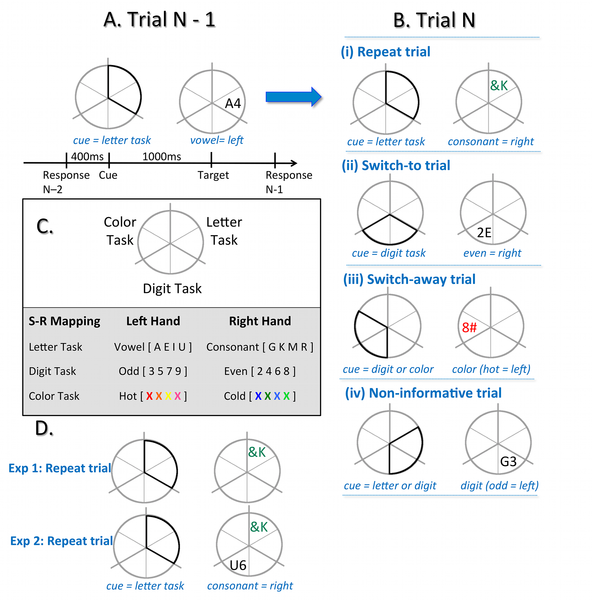 A. Trial N - 1
A4
cue = letter task
vowel= left
400ms
1000ms
Response N–2
Cue
Target
Response N-1
B. Trial N
(i) Repeat trial
&K
cue = letter task
consonant = right
(ii) Switch-to trial
2E
cue = digit task
even = right
(iii) Switch-away trial
8#
cue = digit or color
color (hot = left)
(iv) Non-informative trial
G3
cue = letter or digit
digit (odd = left)
C.
Color Task
Letter Task
Digit Task
S-R Mapping Left Hand Right Hand
Letter Task Vowel [ A E I U ] Consonant [ G K M R ]
Digit Task Odd [ 3 5 7 9 ] Even [ 2 4 6 8 ]
Color Task Hot [ X X X X ] Cold [ X X X X ]
D.
Exp 1: Repeat trial
&K
Exp 2: Repeat trial
&K
U6
cue = letter task
consonant = right